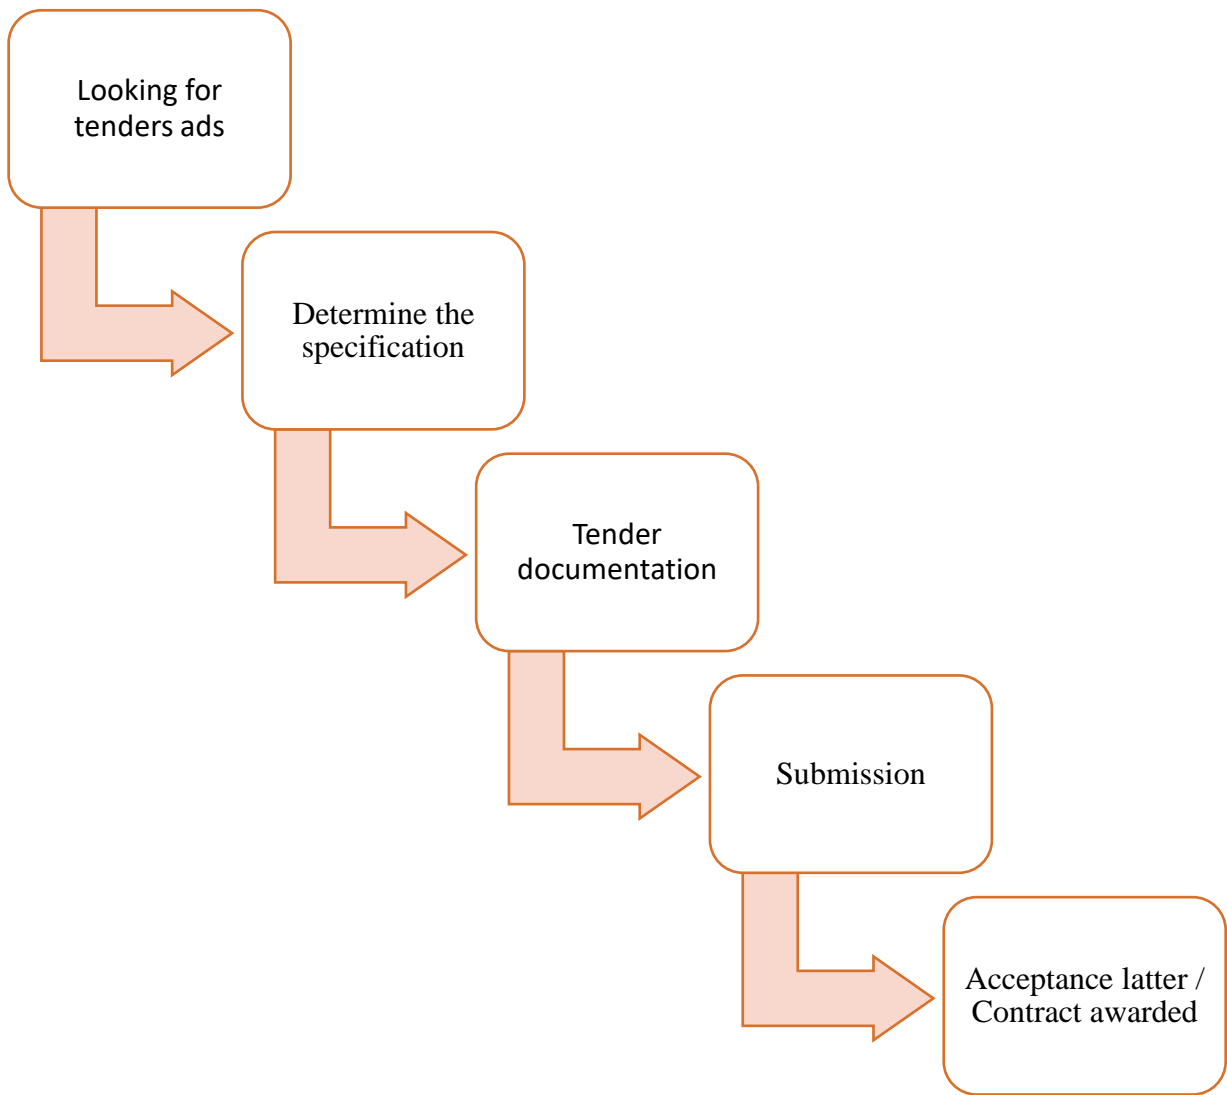 Looking for
tenders ads
Determine the
specification
Tender
documentation
Submission
Acceptance latter /
Contract awarded